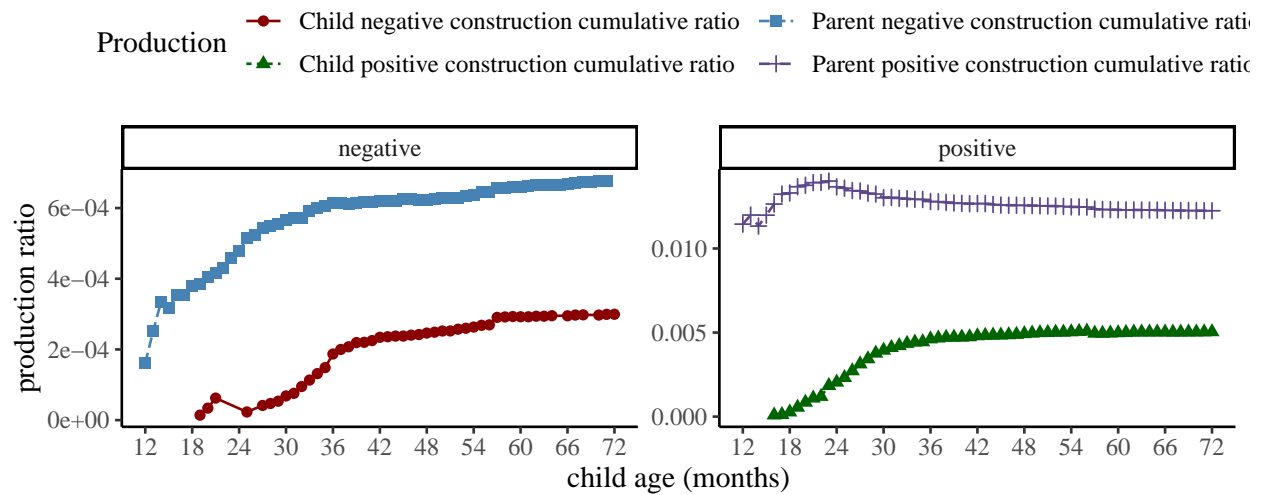 Production
Child negative construction cumulative ratio
Parent negative construction cumulative
Child positive construction cumulative ratio
Parent positive construction cumulative
negative
positive
production ratio
6e−04
4e−04
2e−04
0e+00
0.010
0.005
0.000
12 18 24 30 36 42 48 54 60 66 72
12 18 24 30 36 42 48 54 60 66 72
child age (months)